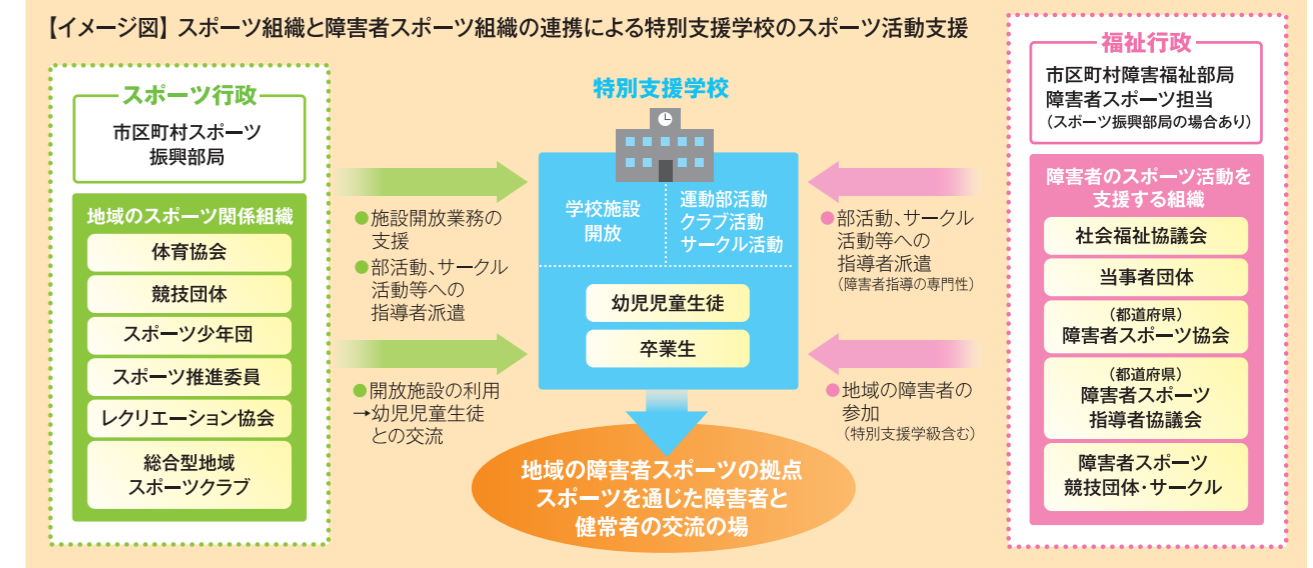 【イメージ図】 スポーツ組織と障害者スポーツ組織の連携による特別支援学校のスポーツ活動支援
スポーツ行政
市区町村スポーツ
振興部局
地域のスポーツ関係組織
体育協会
競技団体
スポーツ少年団
スポーツ推進委員
レクリエーション協会
総合型地域
スポーツクラブ
●施設開放業務の
支援
●部活動、サークル
活動等への
指導者派遣
●開放施設の利用
→幼児児童生徒
との交流
特別支援学校
学校施設
開放
運動部活動
クラブ活動
サークル活動
幼児児童生徒
卒業生
地域の障害者スポーツの拠点
スポーツを通じた障害者と
健常者の交流の場
●部活動、サークル
活動等への
指導者派遣
（障害者指導の専門性）
●地域の障害者の
参加
（特別支援学級含む）
福祉行政
市区町村障害福祉部局
障害者スポーツ担当
（スポーツ振興部局の場合あり）
障害者のスポーツ活動を
支援する組織
社会福祉協議会
当事者団体
（都道府県）
障害者スポーツ協会
（都道府県）
障害者スポーツ
指導者協議会
障害者スポーツ
競技団体・サークル